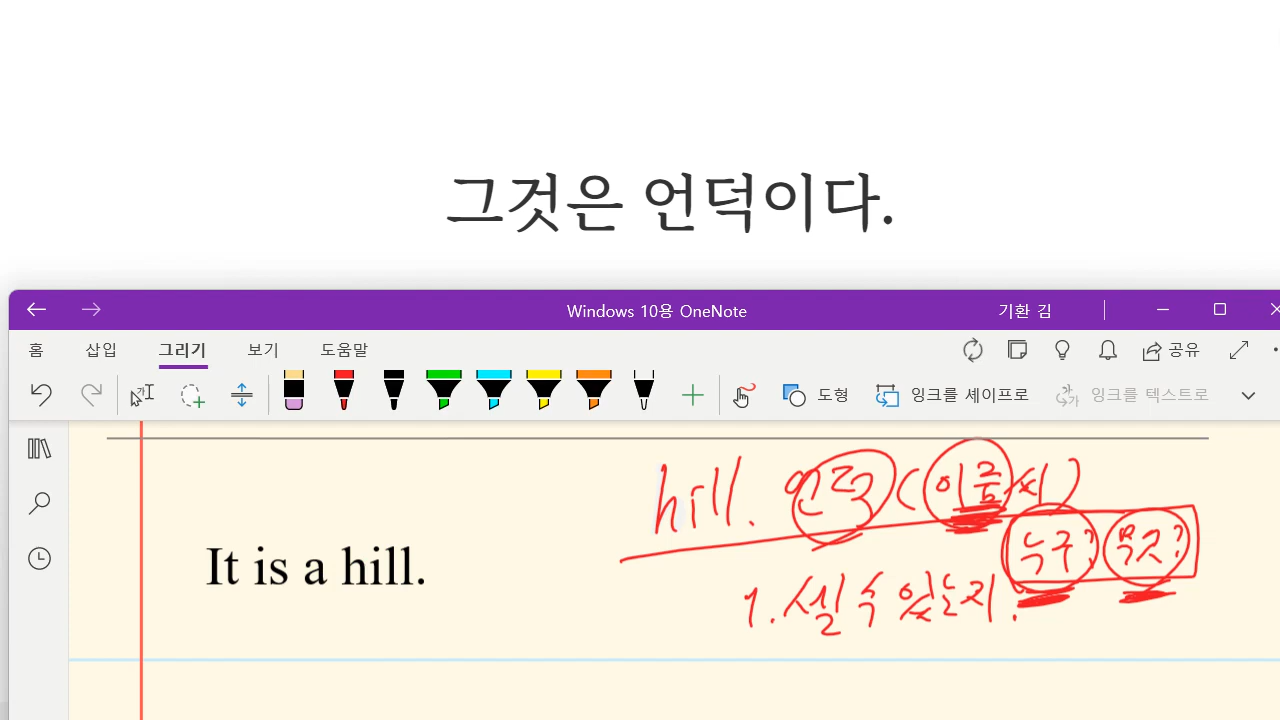 그것은 언덕이다.
Windows 10용 OneNote
기환 김
홈 삽입 그리기 보기 도움말
공유
도형 잉크를 셰이프로 잉크를 텍스트로
hill. 언덕 (이름씨)
누구? 무엇?
It is a hill.
1. 셀 수 있는지.